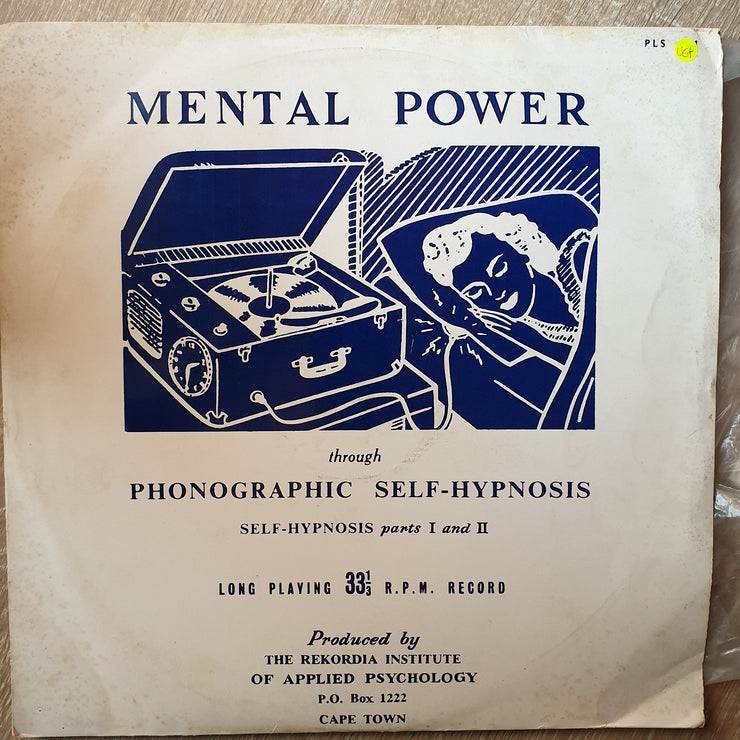 PLS
VG+
MENTAL POWER
through
PHONOGRAPHIC SELF-HYPNOSIS
SELF-HYPNOSIS parts I and II
LONG PLAYING 33⅓ R.P.M. RECORD
Produced by
THE REKORDIA INSTITUTE
OF APPLIED PSYCHOLOGY
P.O. Box 1222
CAPE TOWN